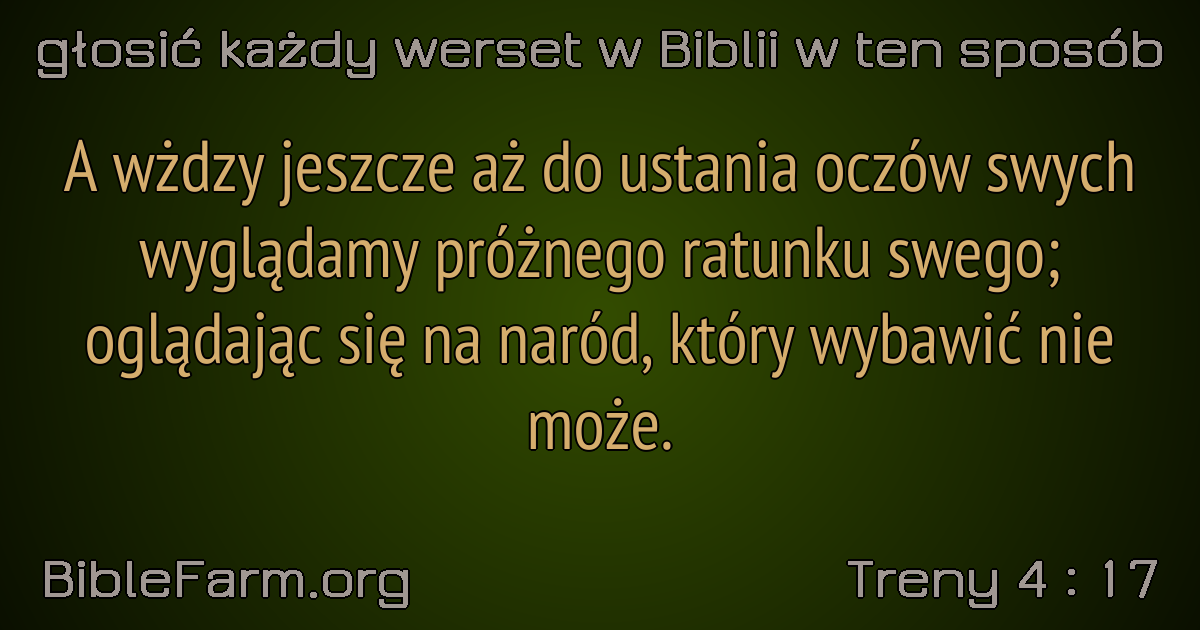 głosić każdy werset w Biblii w ten sposób
A wżdzy jeszcze aż do ustania oczów swych
wyglądamy próżnego ratunku swego;
oglądając się na naród, który wybawić nie
może.
BibleFarm.org
Treny 4 : 17